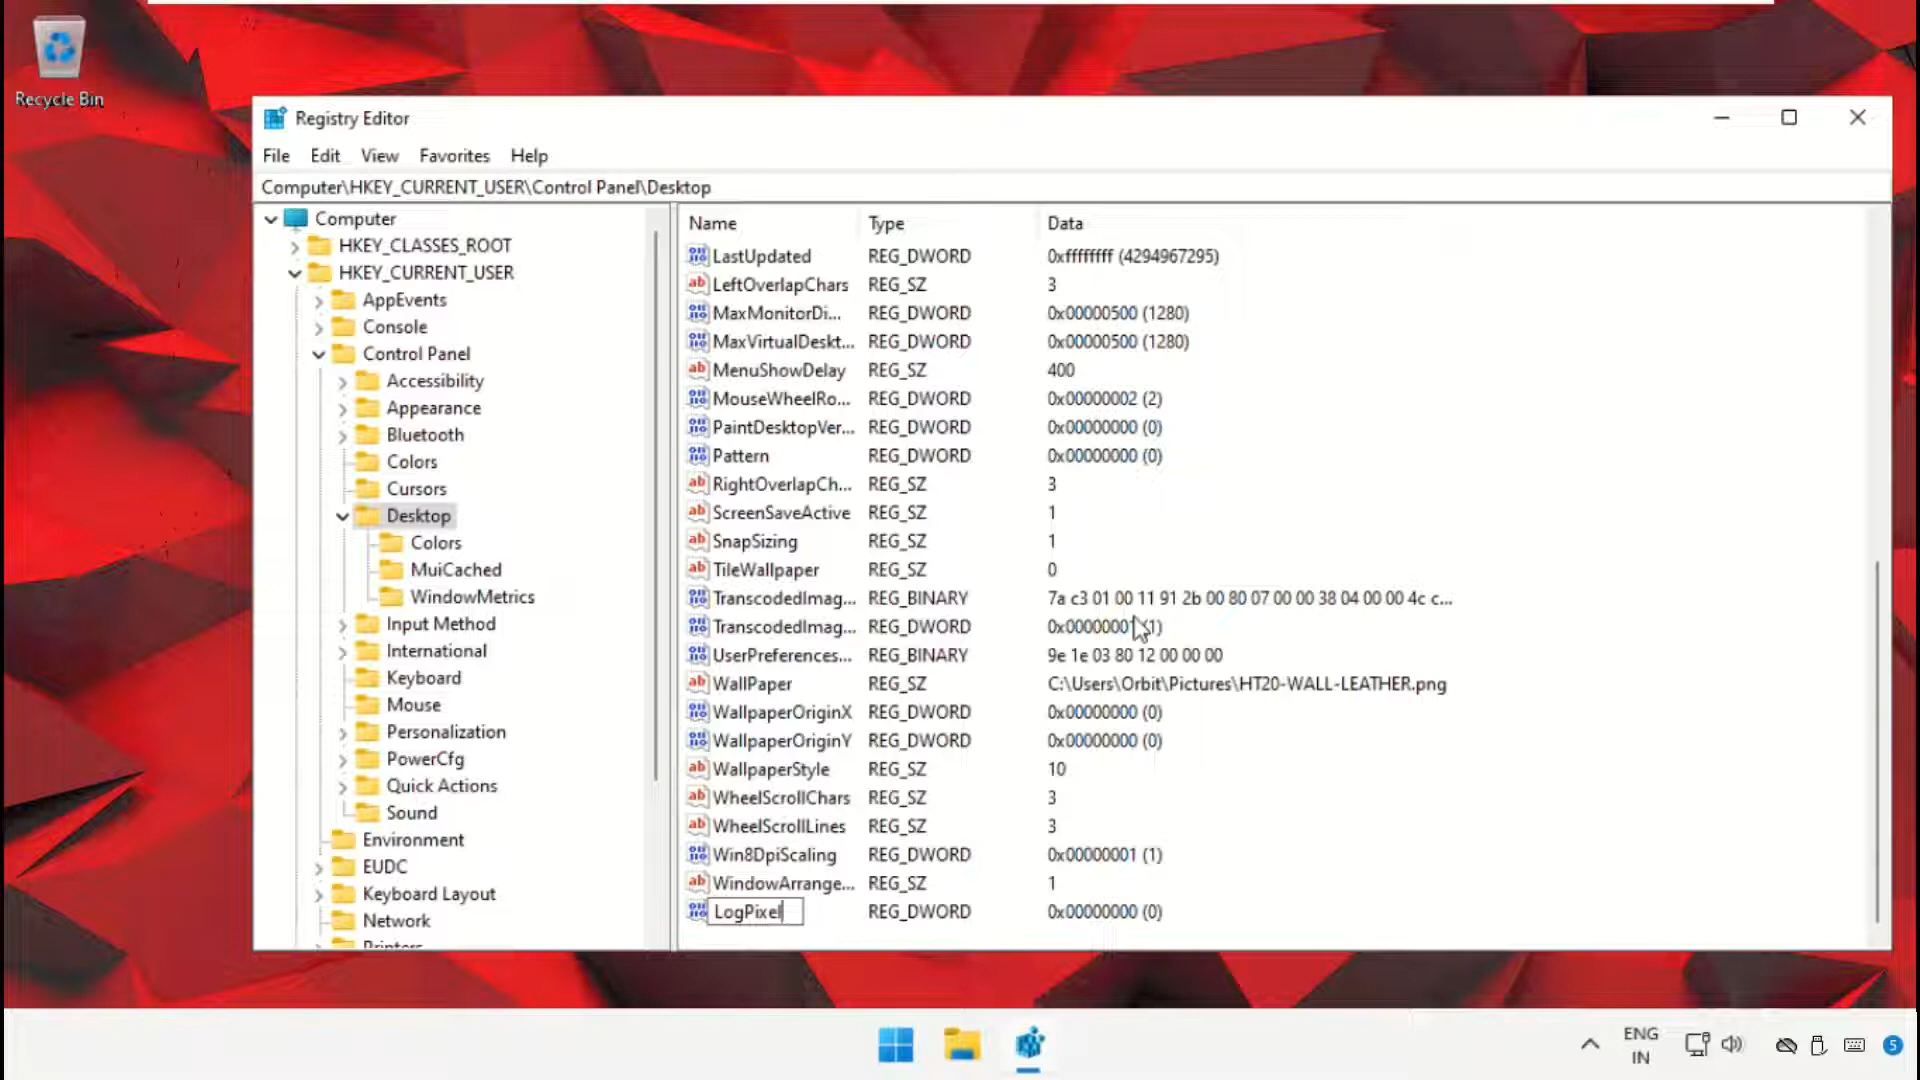 Recycle Bin
Registry Editor
File Edit View Favorites Help
Computer\HKEY_CURRENT_USER\Control Panel\Desktop
Computer
HKEY_CLASSES_ROOT
HKEY_CURRENT_USER
AppEvents
Console
Control Panel
Accessibility
Appearance
Bluetooth
Colors
Cursors
Desktop
Colors
MuiCached
WindowMetrics
Input Method
International
Keyboard
Mouse
Personalization
PowerCfg
Quick Actions
Sound
Environment
EUDC
Keyboard Layout
Network
Printers
Name Type Data
LastUpdated REG_DWORD 0xffffffff (4294967295)
LeftOverlapChars REG_SZ 3
MaxMonitorDi... REG_DWORD 0x00000500 (1280)
MaxVirtualDeskt... REG_DWORD 0x00000500 (1280)
MenuShowDelay REG_SZ 400
MouseWheelRo... REG_DWORD 0x00000002 (2)
PaintDesktopVer... REG_DWORD 0x00000000 (0)
Pattern REG_DWORD 0x00000000 (0)
RightOverlapCh... REG_SZ 3
ScreenSaveActive REG_SZ 1
SnapSizing REG_SZ 1
TileWallpaper REG_SZ 0
TranscodedImag... REG_BINARY 7a c3 01 00 11 91 2b 00 80 07 00 00 38 04 00 00 4c c...
TranscodedImag... REG_DWORD 0x00000001 (1)
UserPreferences... REG_BINARY 9e 1e 03 80 12 00 00 00
WallPaper REG_SZ C:\Users\Orbit\Pictures\HT20-WALL-LEATHER.png
WallpaperOriginX REG_DWORD 0x00000000 (0)
WallpaperOriginY REG_DWORD 0x00000000 (0)
WallpaperStyle REG_SZ 10
WheelScrollChars REG_SZ 3
WheelScrollLines REG_SZ 3
Win8DpiScaling REG_DWORD 0x00000001 (1)
WindowArrange... REG_SZ 1
LogPixel REG_DWORD 0x00000000 (0)
ENG
IN
5